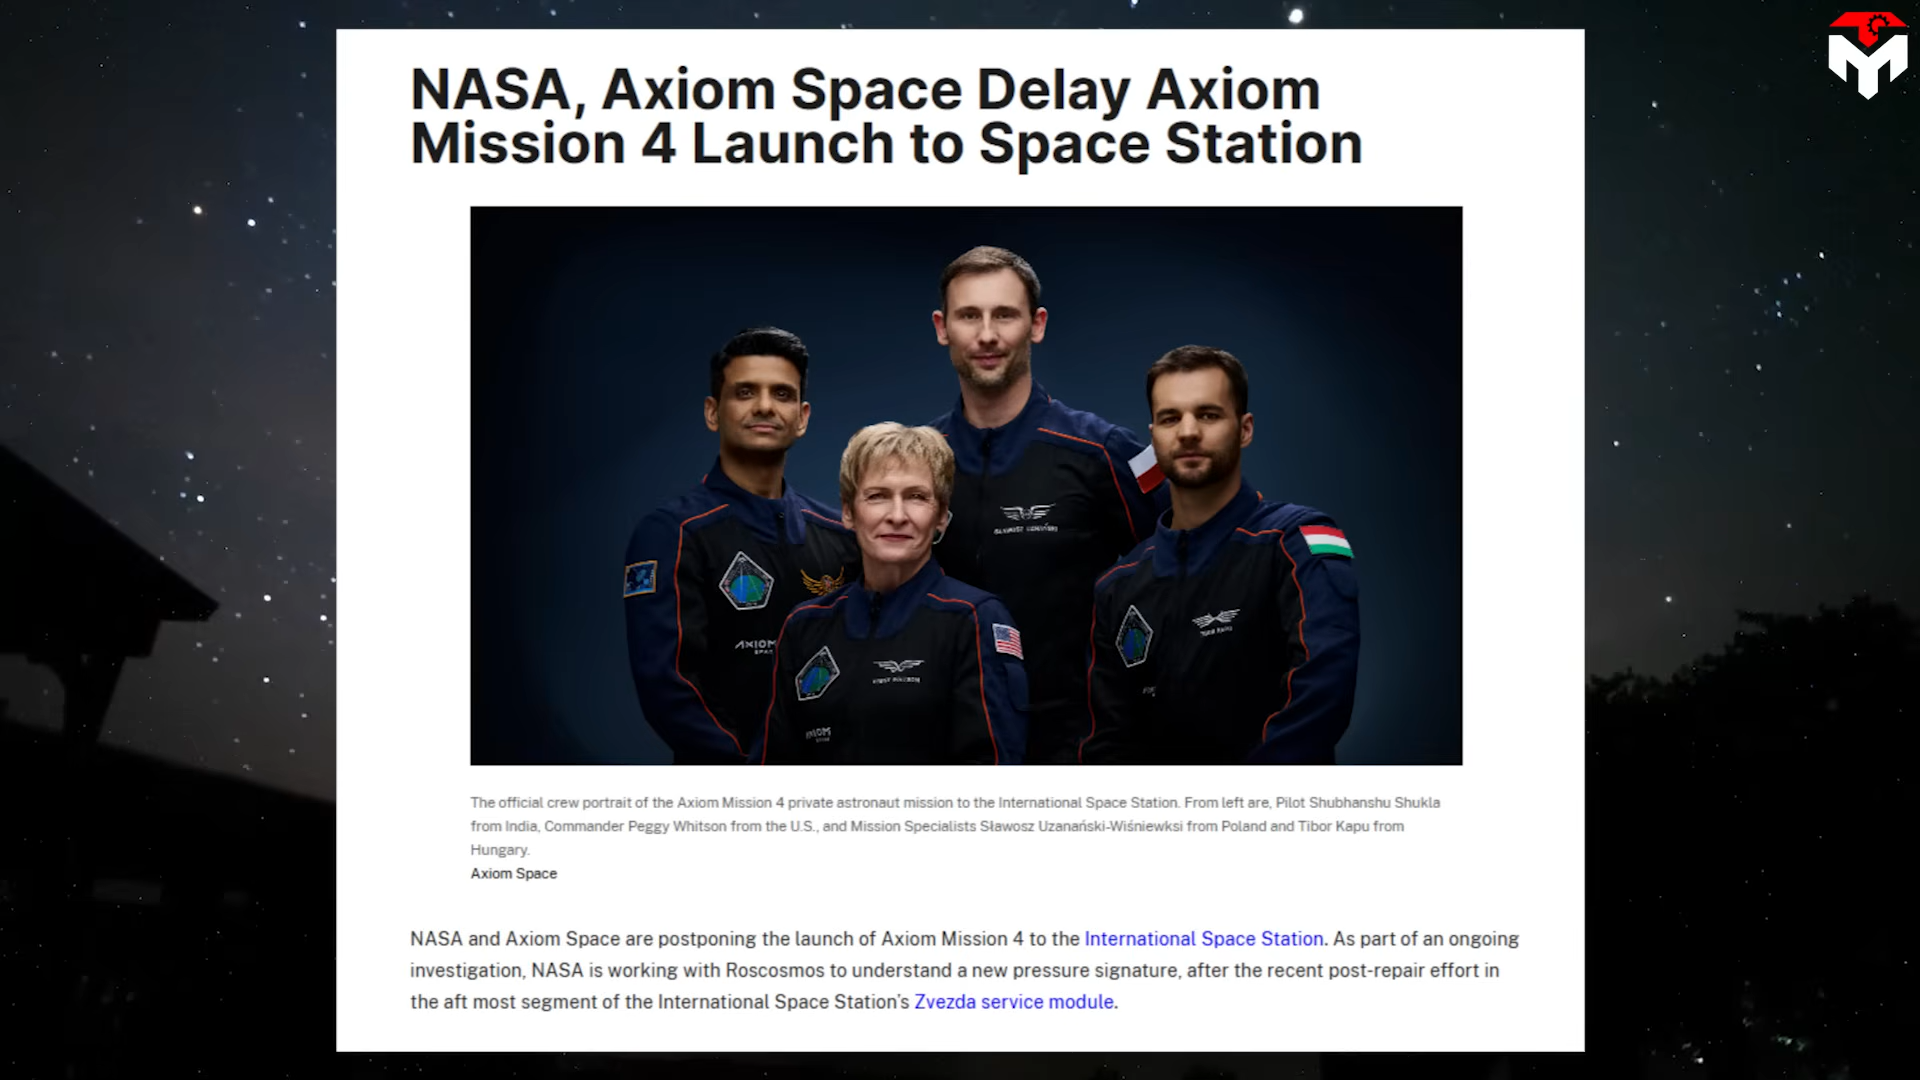 NASA, Axiom Space Delay Axiom
Mission 4 Launch to Space Station
AXIOM
The official crew portrait of the Axiom Mission 4 private astronaut mission to the International Space Station. From left are, Pilot Shubhanshu Shukla
from India, Commander Peggy Whitson from the U.S., and Mission Specialists Sławosz Uzanański-Wiśniewksi from Poland and Tibor Kapu from
Hungary.
Axiom Space
NASA and Axiom Space are postponing the launch of Axiom Mission 4 to the International Space Station. As part of an ongoing
investigation, NASA is working with Roscosmos to understand a new pressure signature, after the recent post-repair effort in
the aft most segment of the International Space Station's Zvezda service module.